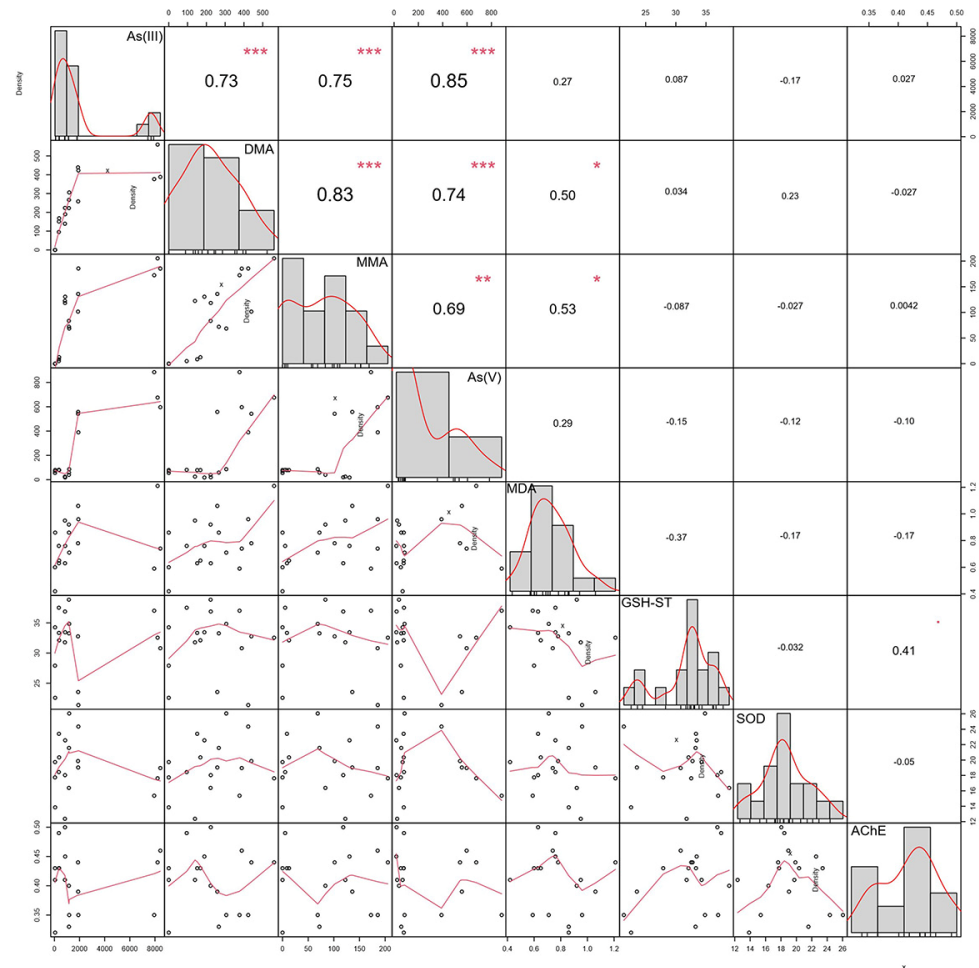 0 100 300 500
0 200 400 600 800
25 30 35
0.35 0.40 0.45 0.50
As(III)
Density
***
0.73
***
0.75
***
0.85
0.27
0.087
-0.17
0.027
0 2000 4000 6000 8000
0 100 200 300 400 500
x
Density
DMA
***
0.83
***
0.74
*
0.50
0.034
0.23
-0.027
x
Density
MMA
**
0.69
*
0.53
-0.087
-0.027
0.0042
0 50 100 150 200
0 200 400 600 800
x
Density
As(V)
0.29
-0.15
-0.12
-0.10
x
Density
MDA
-0.37
-0.17
-0.17
0.4 0.6 0.8 1.0 1.2
25 30 35
x
Density
GSH-ST
-0.032
0.41
x
Density
SOD
-0.05
12 14 16 18 20 22 24 26
0.35 0.40 0.45 0.50
x
Density
AChE
0 2000 4000 6000 8000
0 50 100 150 200
0.4 0.6 0.8 1.0 1.2
12 14 16 18 20 22 24 26
x